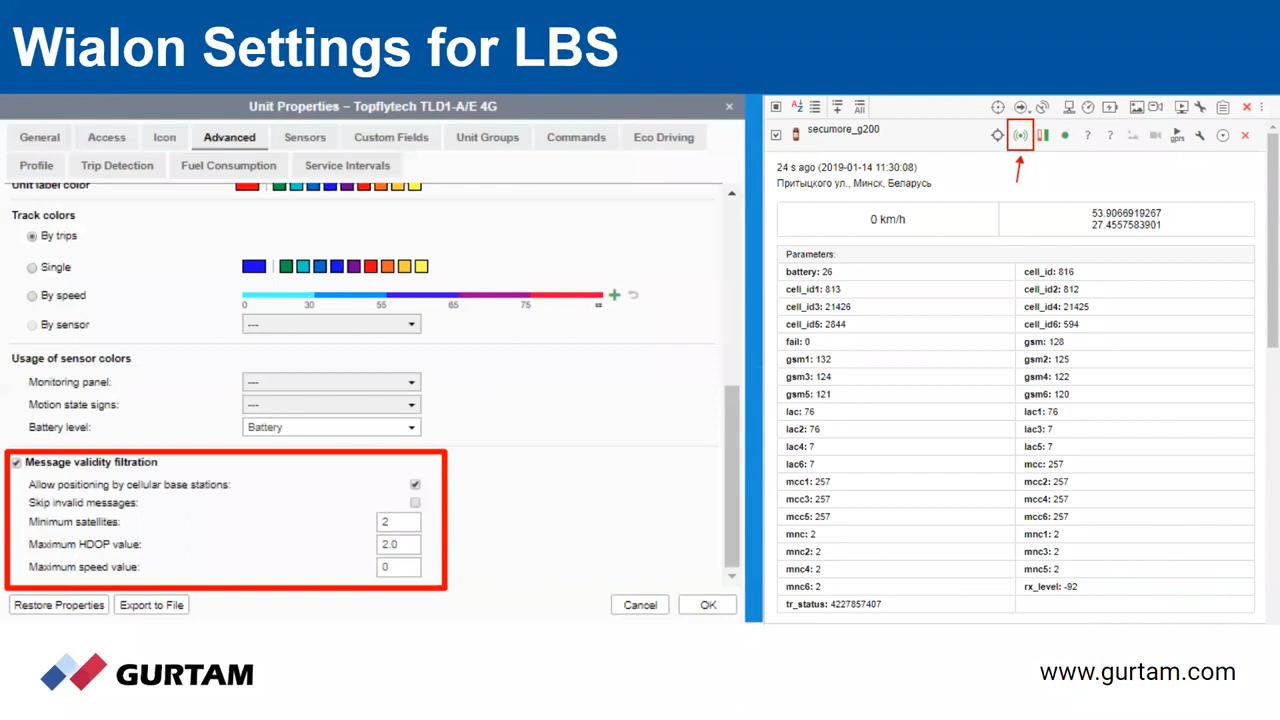 Wialon Settings for LBS
Unit Properties – Topflytech TLD1-A/E 4G
General Access Icon Advanced Sensors Custom Fields Unit Groups Commands Eco Driving
Profile Trip Detection Fuel Consumption Service Intervals
Unit label color
Track colors
By trips
Single
By speed
0 30 55 65 75 ∞
By sensor ---
Usage of sensor colors
Monitoring panel: ---
Motion state signs: ---
Battery level: Battery
Message validity filtration
Allow positioning by cellular base stations:
Skip invalid messages:
Minimum satellites: 2
Maximum HDOP value: 2.0
Maximum speed value: 0
Restore Properties Export to File Cancel OK
secumore_g200
24 s ago (2019-01-14 11:30:08)
Притыцкого ул., Минск, Беларусь
0 km/h
53.9066919267
27.4557583901
Parameters:
battery: 26 cell_id: 816
cell_id1: 813 cell_id2: 812
cell_id3: 21426 cell_id4: 21425
cell_id5: 2844 cell_id6: 594
fail: 0 gsm: 128
gsm1: 132 gsm2: 125
gsm3: 124 gsm4: 122
gsm5: 121 gsm6: 120
lac: 76 lac1: 76
lac2: 76 lac3: 7
lac4: 7 lac5: 7
lac6: 7 mcc: 257
mcc1: 257 mcc2: 257
mcc3: 257 mcc4: 257
mcc5: 257 mcc6: 257
mnc: 2 mnc1: 2
mnc2: 2 mnc3: 2
mnc4: 2 mnc5: 2
mnc6: 2 rx_level: -92
tr_status: 4227857407
GURTAM
www.gurtam.com